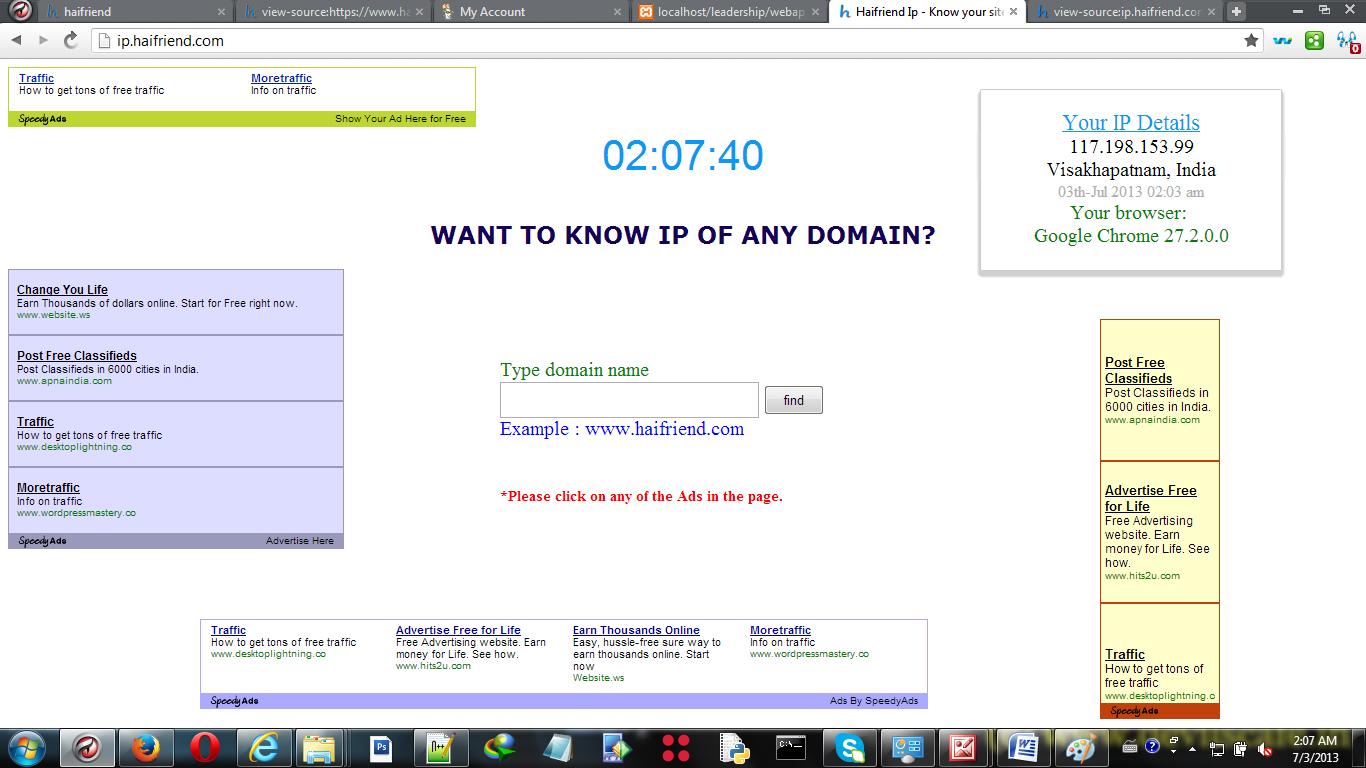 haifriend
view-source:https://www.ha
My Account
localhost/leadership/webap
Haifriend Ip - Know your site
view-source:ip.haifriend.com
ip.haifriend.com
0
Traffic
How to get tons of free traffic
Moretraffic
Info on traffic
SpeedyAds
Show Your Ad Here for Free
02:07:40
WANT TO KNOW IP OF ANY DOMAIN?
Your IP Details
117.198.153.99
Visakhapatnam, India
03th-Jul 2013 02:03 am
Your browser:
Google Chrome 27.2.0.0
Change You Life
Earn Thousands of dollars online. Start for Free right now.
www.website.ws
Post Free Classifieds
Post Classifieds in 6000 cities in India.
www.apnaindia.com
Traffic
How to get tons of free traffic
www.desktoplightning.co
Moretraffic
Info on traffic
www.wordpressmastery.co
SpeedyAds
Advertise Here
Type domain name
find
Example : www.haifriend.com
*Please click on any of the Ads in the page.
Post Free
Classifieds
Post Classifieds in
6000 cities in India.
www.apnaindia.com
Advertise Free
for Life
Free Advertising
website. Earn
money for Life. See
how.
www.hits2u.com
Traffic
How to get tons of
free traffic
www.desktoplightning.o
SpeedyAds
Traffic
How to get tons of free traffic
www.desktoplightning.co
Advertise Free for Life
Free Advertising website. Earn
money for Life. See how.
www.hits2u.com
Earn Thousands Online
Easy, hussle-free sure way to
earn thousands online. Start
now
Website.ws
Moretraffic
Info on traffic
www.wordpressmastery.co
SpeedyAds
Ads By SpeedyAds
Ps
C:\_
2:07 AM
7/3/2013